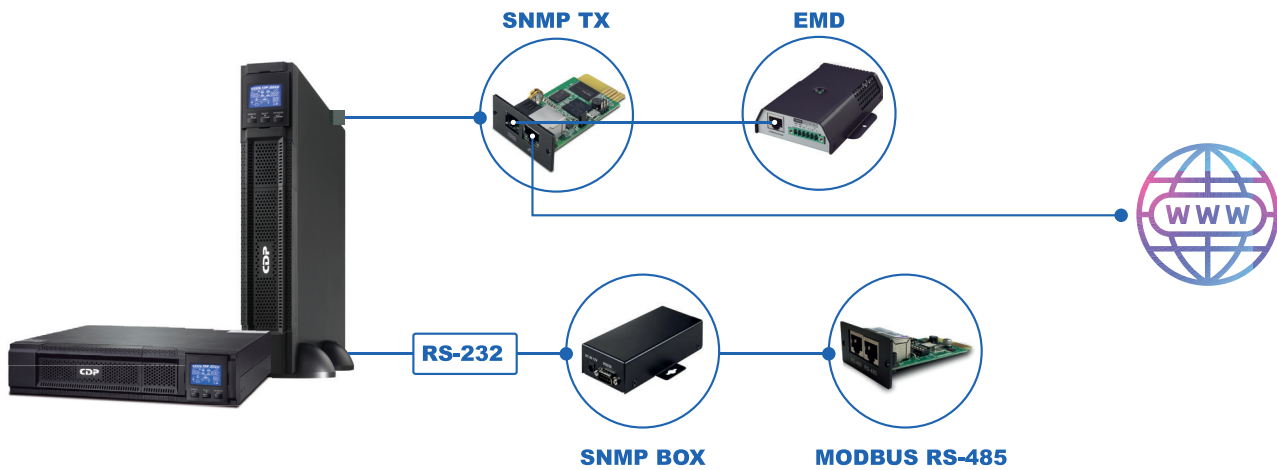 SNMP TX
EMD
WWW
CDP
CDP
RS-232
SNMP BOX
MODBUS RS-485